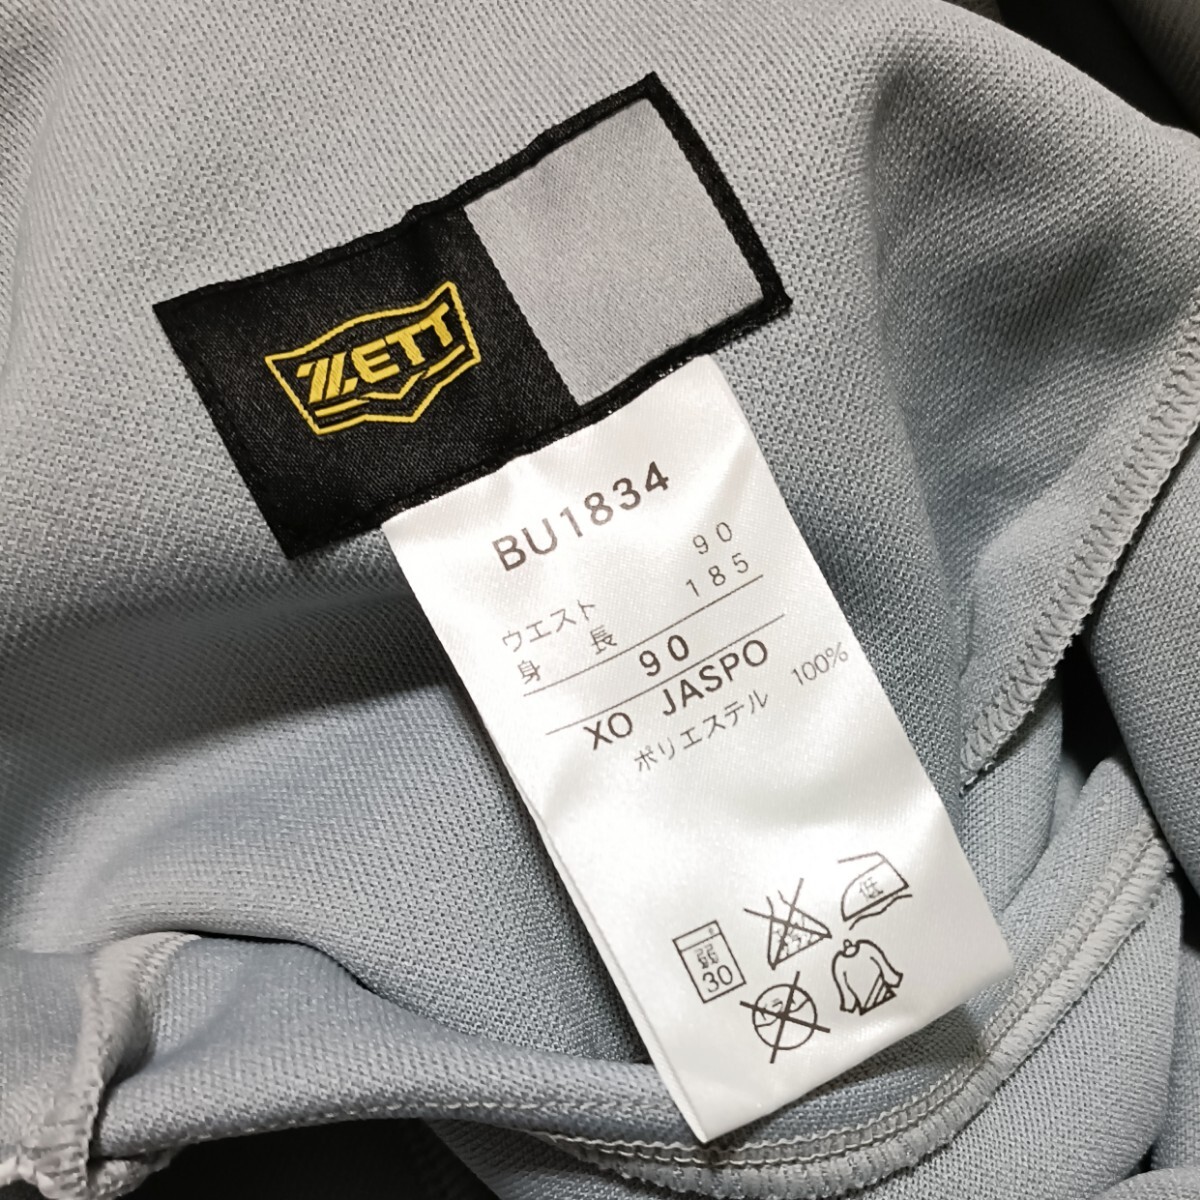 ZETT
BU1834
ウエスト 90
身長 185
90
XO JASPO
ポリエステル 100%
弱
30
低